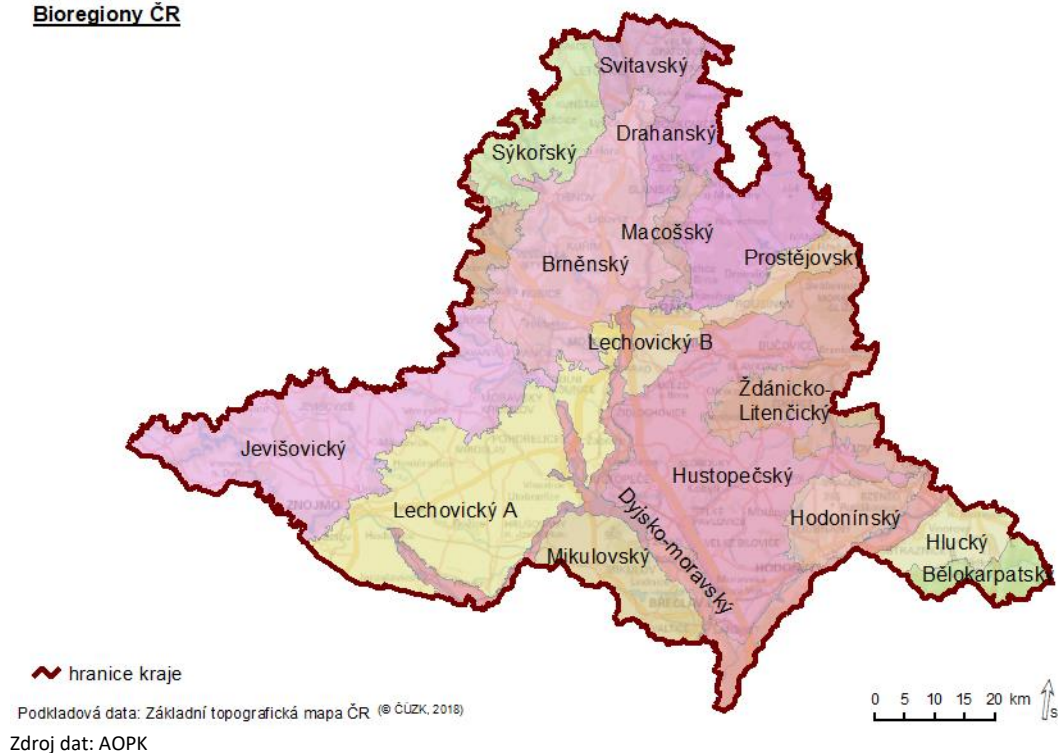 Bioregiony ČR
Svitavský
Drahanský
Sýkořský
Macošský
Prostějovský
Brněnský
Lechovický B
Ždánicko-
Litenčický
Jevišovický
Hustopečský
Lechovický A
Dyjsko-moravský
Hodonínský
Hlucký
Mikulovský
Bělokarpatsk
hranice kraje
Podkladová data: Základní topografická mapa ČR (© ČÚZK, 2018)
0 5 10 15 20 km
S
Zdroj dat: AOPK